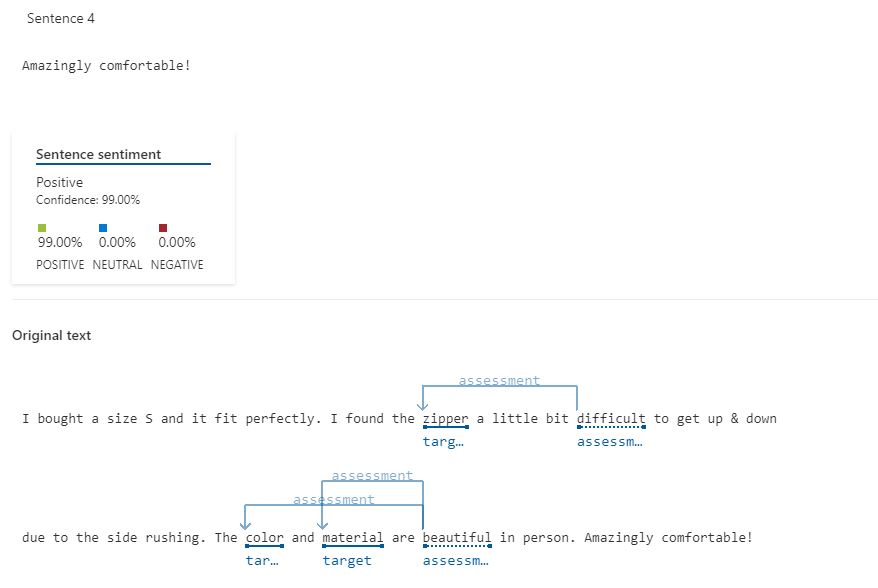 Sentence 4
Amazingly comfortable!
Sentence sentiment
Positive
Confidence: 99.00%
99.00% 0.00% 0.00%
POSITIVE NEUTRAL NEGATIVE
Original text
assessment
I bought a size S and it fit perfectly. I found the zipper a little bit difficult to get up & down
targ… assessm…
assessment
assessment
due to the side rushing. The color and material are beautiful in person. Amazingly comfortable!
tar… target assessm…